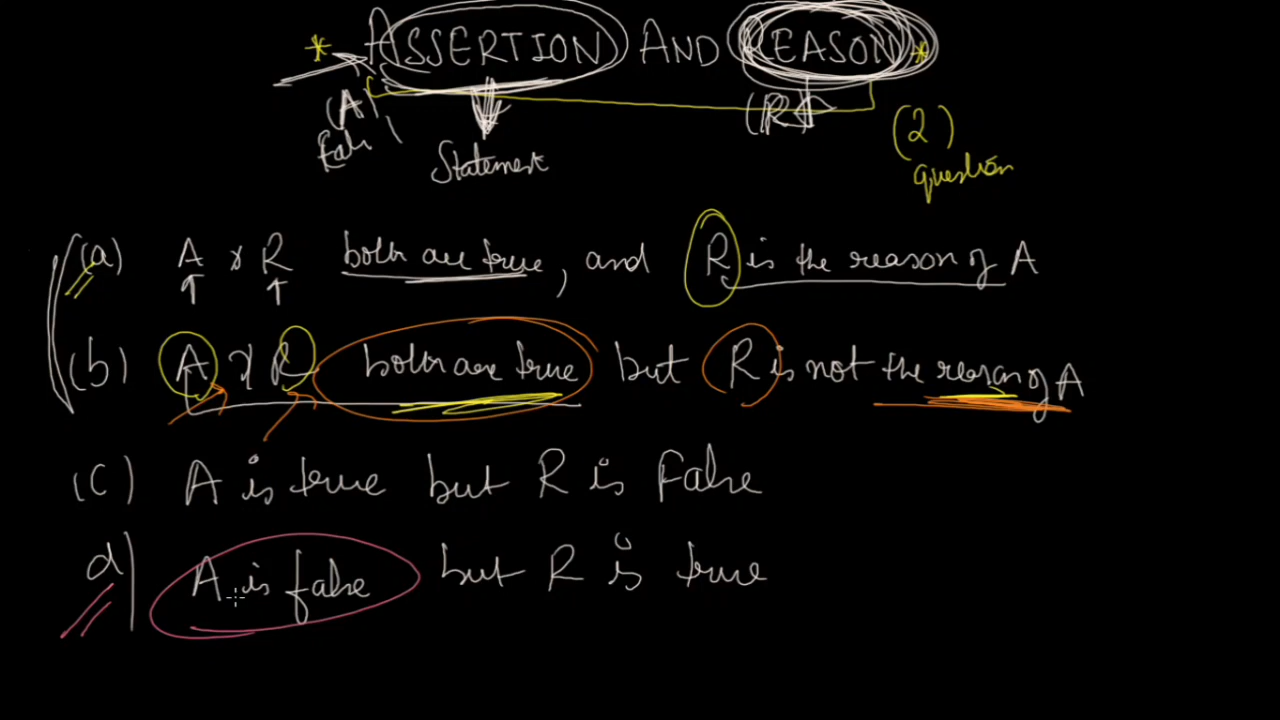 * ASSERTION AND REASON *
(A) (R)
(2)
Statement
question
(a) A & R both are true, and R is the reason of A
(b) A & R both are true but R is not the reason of A
(C) A is true but R is False
d) A is false but R is true